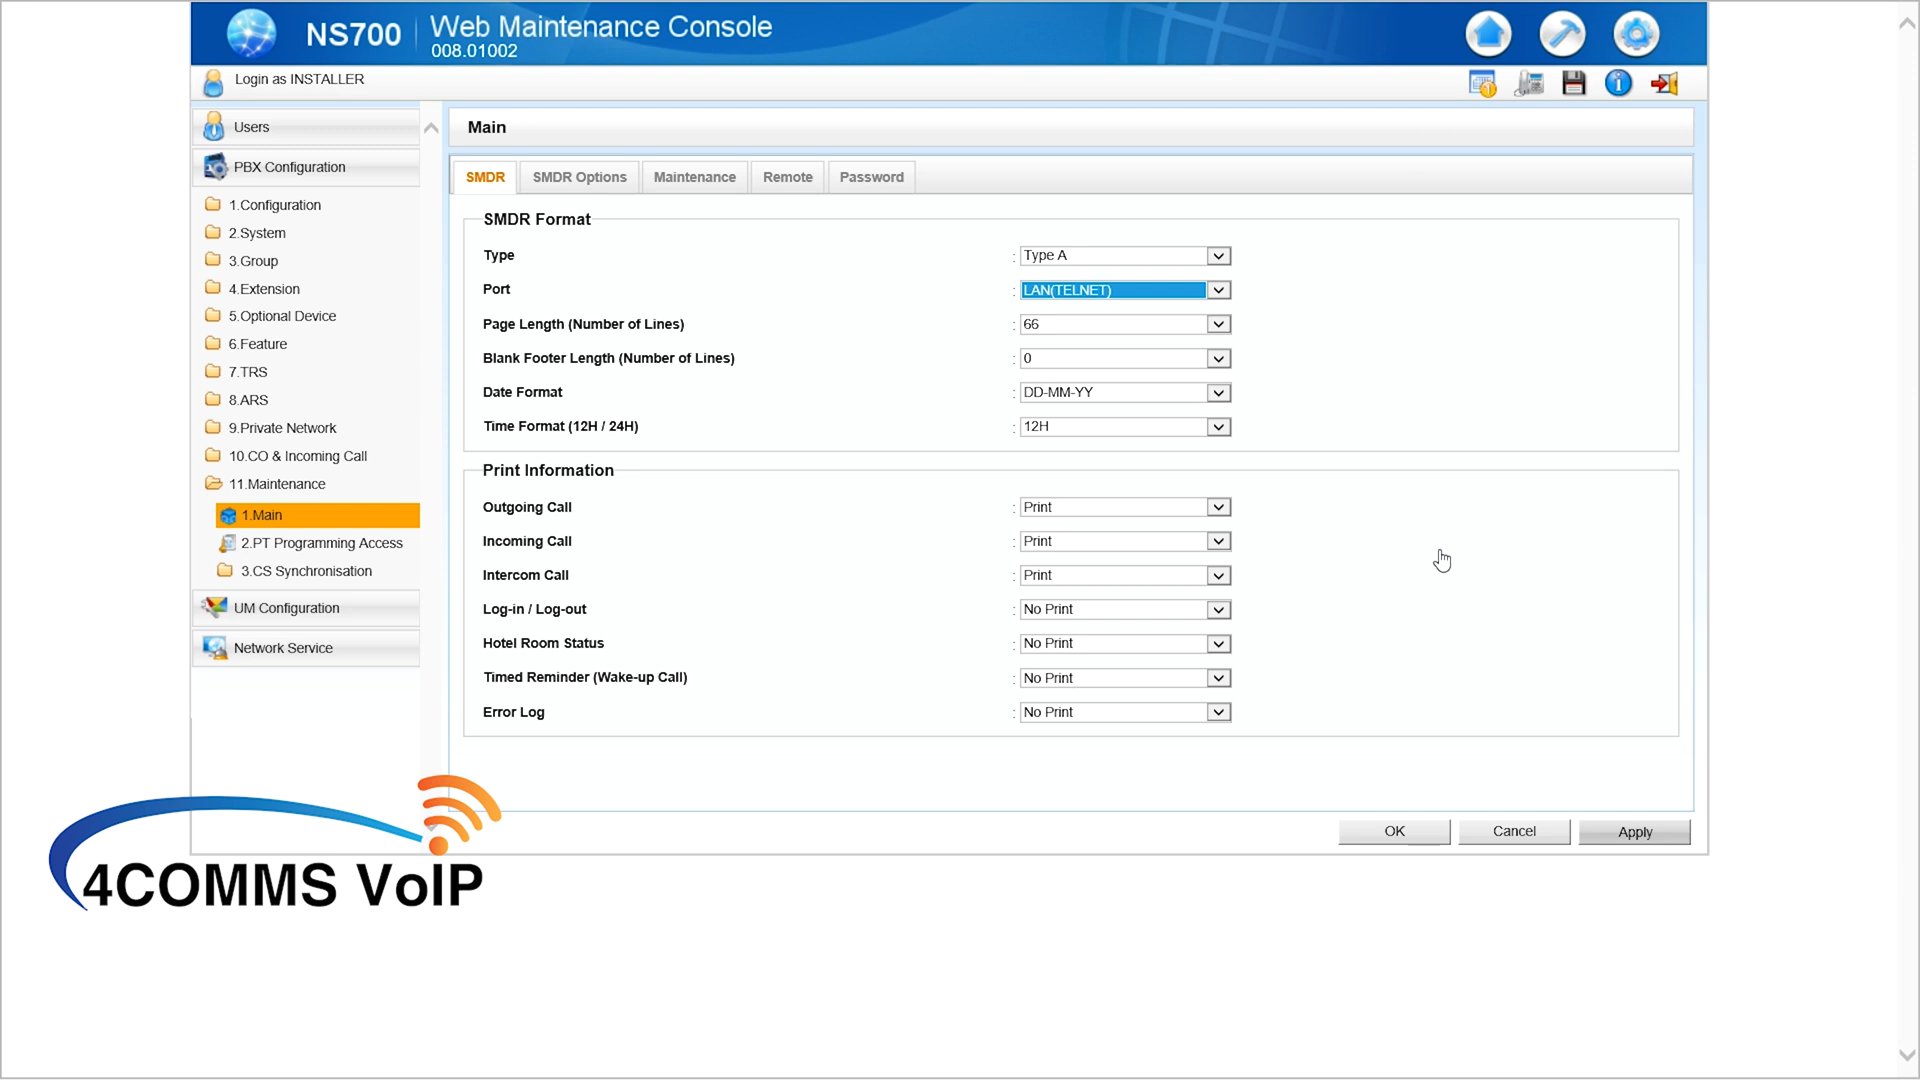 NS700
Web Maintenance Console
008.01002
Login as INSTALLER
Users
PBX Configuration
1.Configuration
2.System
3.Group
4.Extension
5.Optional Device
6.Feature
7.TRS
8.ARS
9.Private Network
10.CO & Incoming Call
11.Maintenance
1.Main
2.PT Programming Access
3.CS Synchronisation
UM Configuration
Network Service
Main
SMDR SMDR Options Maintenance Remote Password
SMDR Format
Type : Type A
Port : LAN(TELNET)
Page Length (Number of Lines) : 66
Blank Footer Length (Number of Lines) : 0
Date Format : DD-MM-YY
Time Format (12H / 24H) : 12H
Print Information
Outgoing Call : Print
Incoming Call : Print
Intercom Call : Print
Log-in / Log-out : No Print
Hotel Room Status : No Print
Timed Reminder (Wake-up Call) : No Print
Error Log : No Print
OK Cancel Apply
4COMMS VoIP